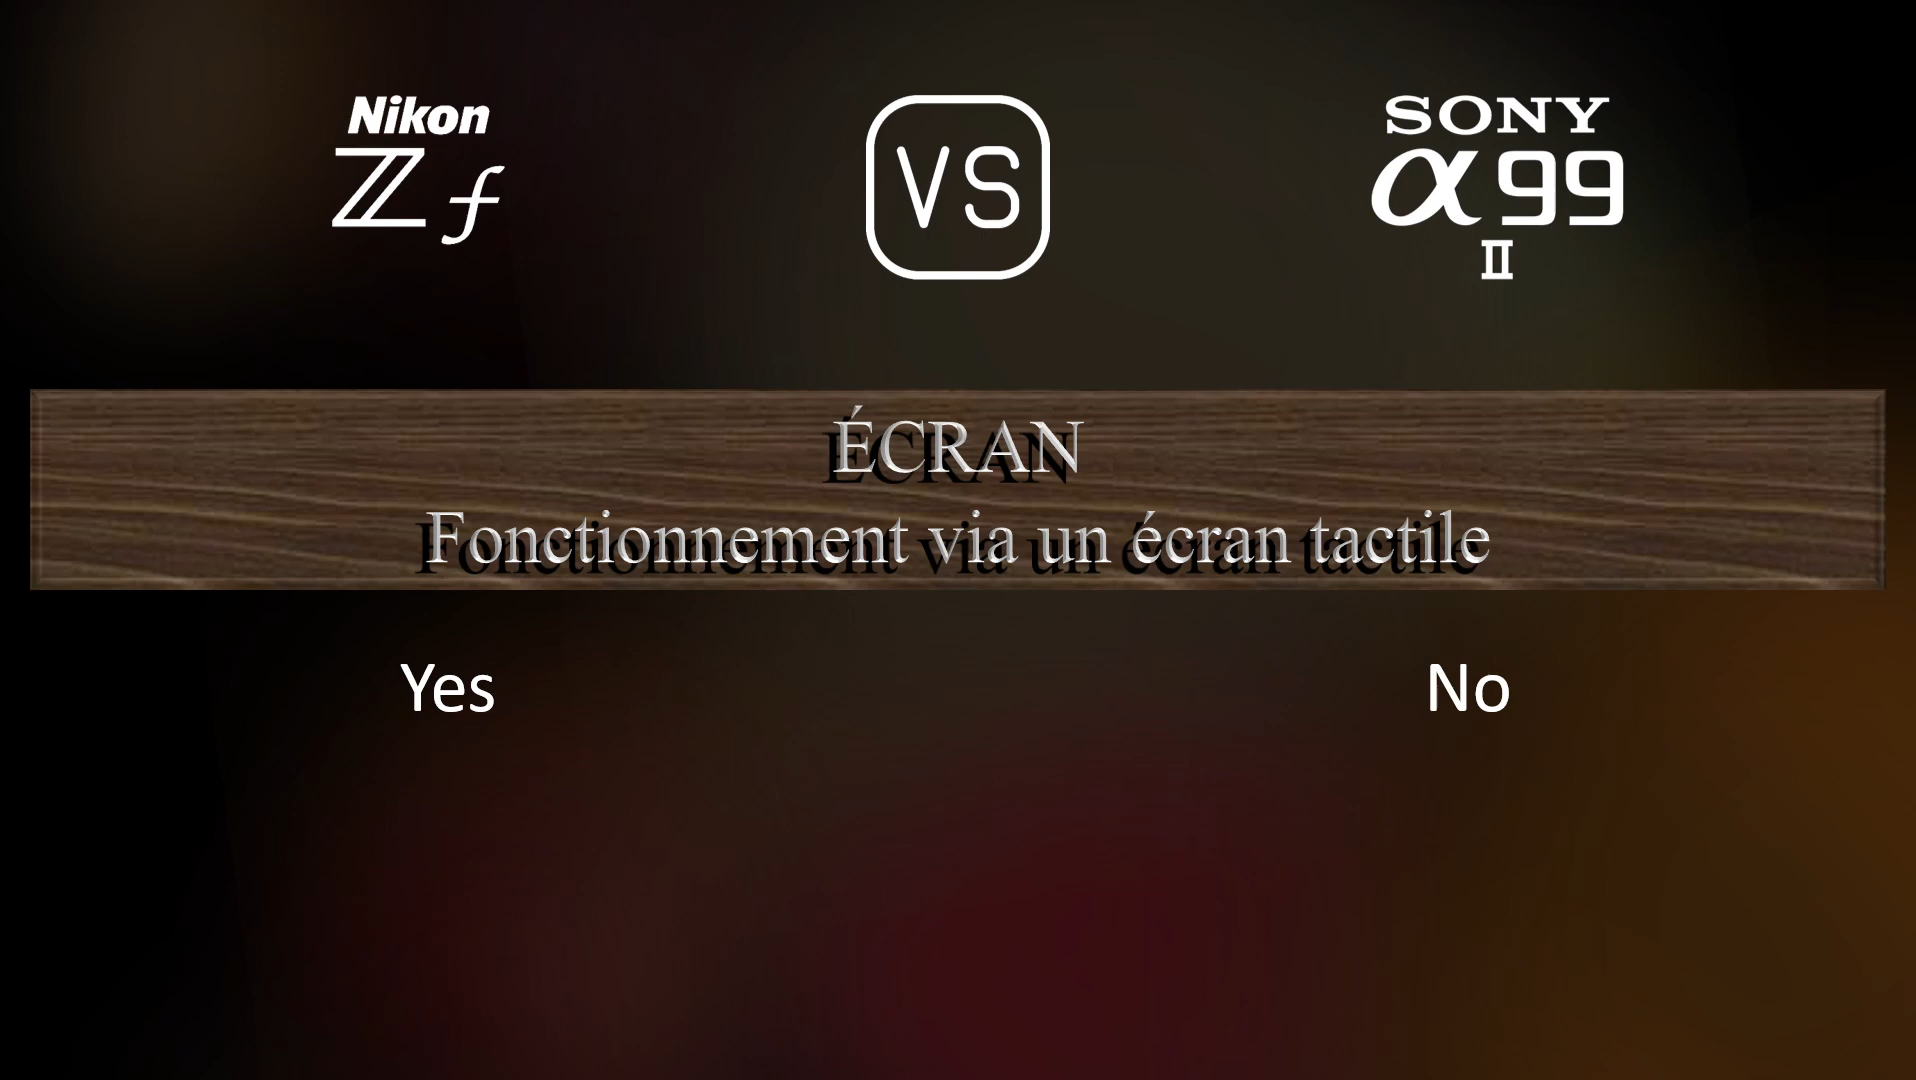 Nikon
Z f
VS
SONY
α99
II
ÉCRAN
Fonctionnement via un écran tactile
Yes
No